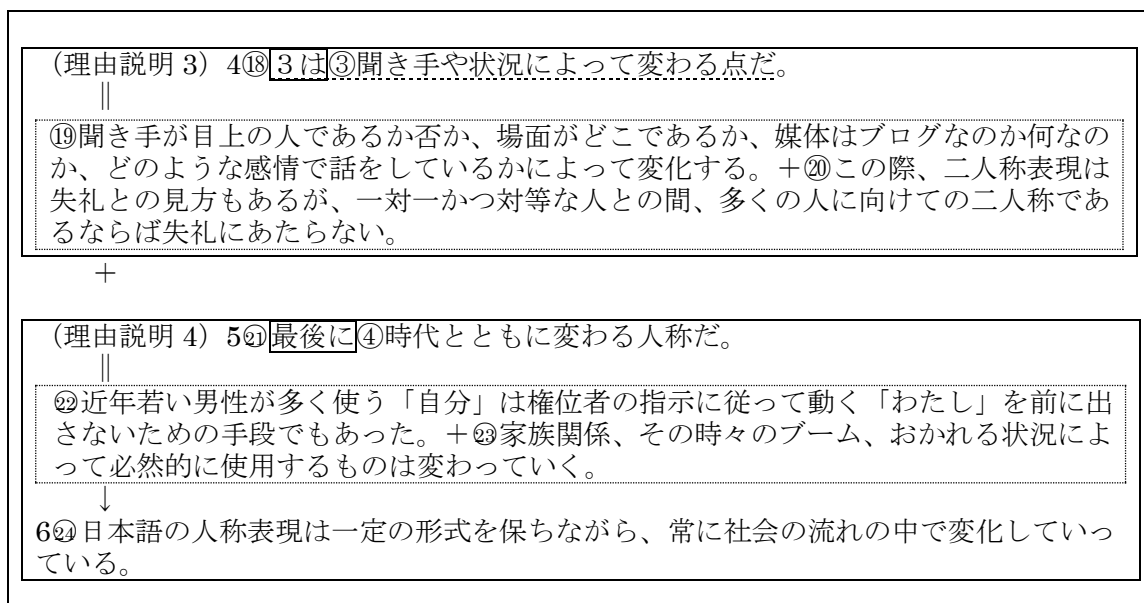 (理由説明 3) 4⑱3は③聞き手や状況によって変わる点だ。
‖
⑲聞き手が目上の人であるか否か、場面がどこであるか、媒体はブログなのか何なの
か、どのような感情で話をしているかによって変化する。+⑳この際、二人称表現は
失礼との見方もあるが、一対一かつ対等な人との間、多くの人に向けての二人称であ
るならば失礼にあたらない。
+
(理由説明 4) 5㉑最後に④時代とともに変わる人称だ。
‖
㉒近年若い男性が多く使う「自分」は権位者の指示に従って動く「わたし」を前に出
さないための手段でもあった。+㉓家族関係、その時々のブーム、おかれる状況によ
って必然的に使用するものは変わっていく。
↓
6㉔日本語の人称表現は一定の形式を保ちながら、常に社会の流れの中で変化していっ
ている。